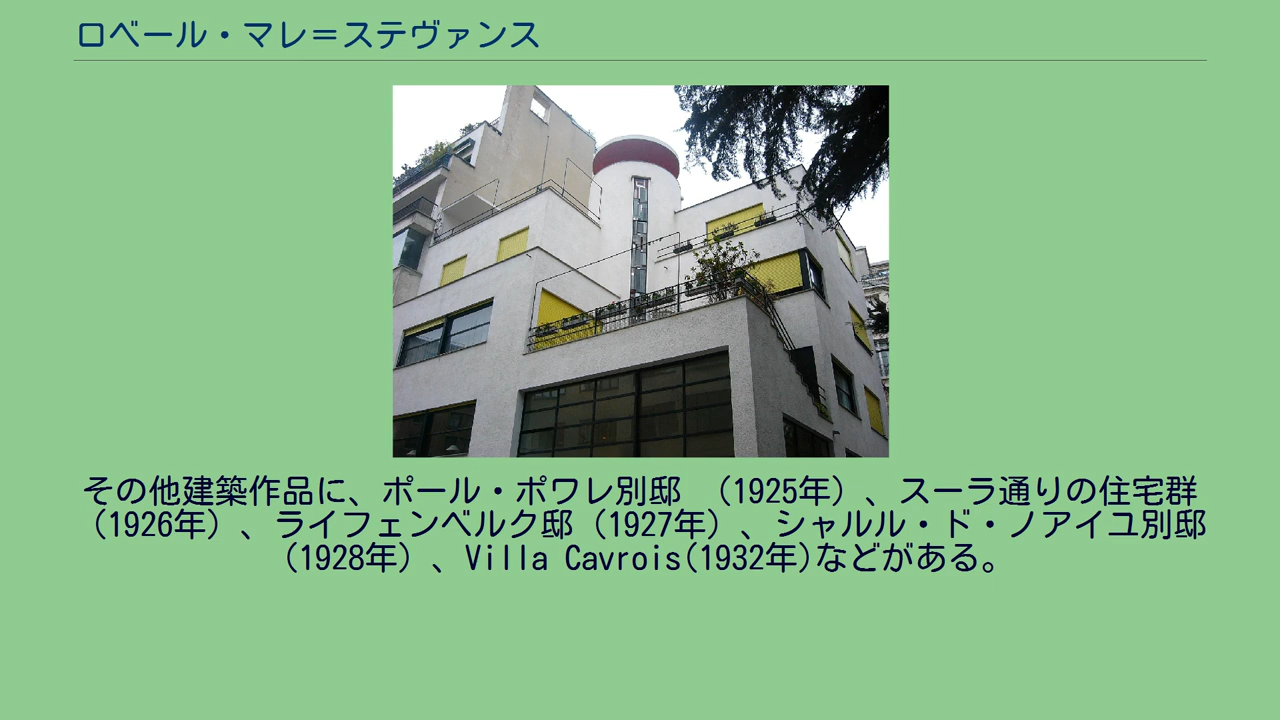 ロベール・マレ＝ステヴァンス
その他建築作品に、ポール・ポワレ別邸　（1925年）、スーラ通りの住宅群
（1926年）、ライフェンベルク邸（1927年）、シャルル・ド・ノアイユ別邸
（1928年）、Villa Cavrois(1932年)などがある。